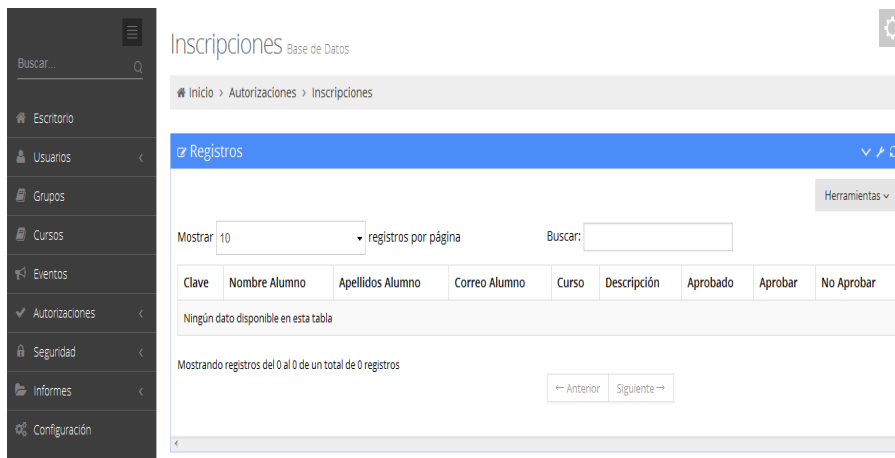 Buscar...
Escritorio
Usuarios
Grupos
Cursos
Eventos
Autorizaciones
Seguridad
Informes
Configuración
Inscripciones Base de Datos
Inicio > Autorizaciones > Inscripciones
Registros
Herramientas
Mostrar 10 registros por página Buscar:
Clave Nombre Alumno Apellidos Alumno Correo Alumno Curso Descripción Aprobado Aprobar No Aprobar
Ningún dato disponible en esta tabla
Mostrando registros del 0 al 0 de un total de 0 registros
← Anterior Siguiente →